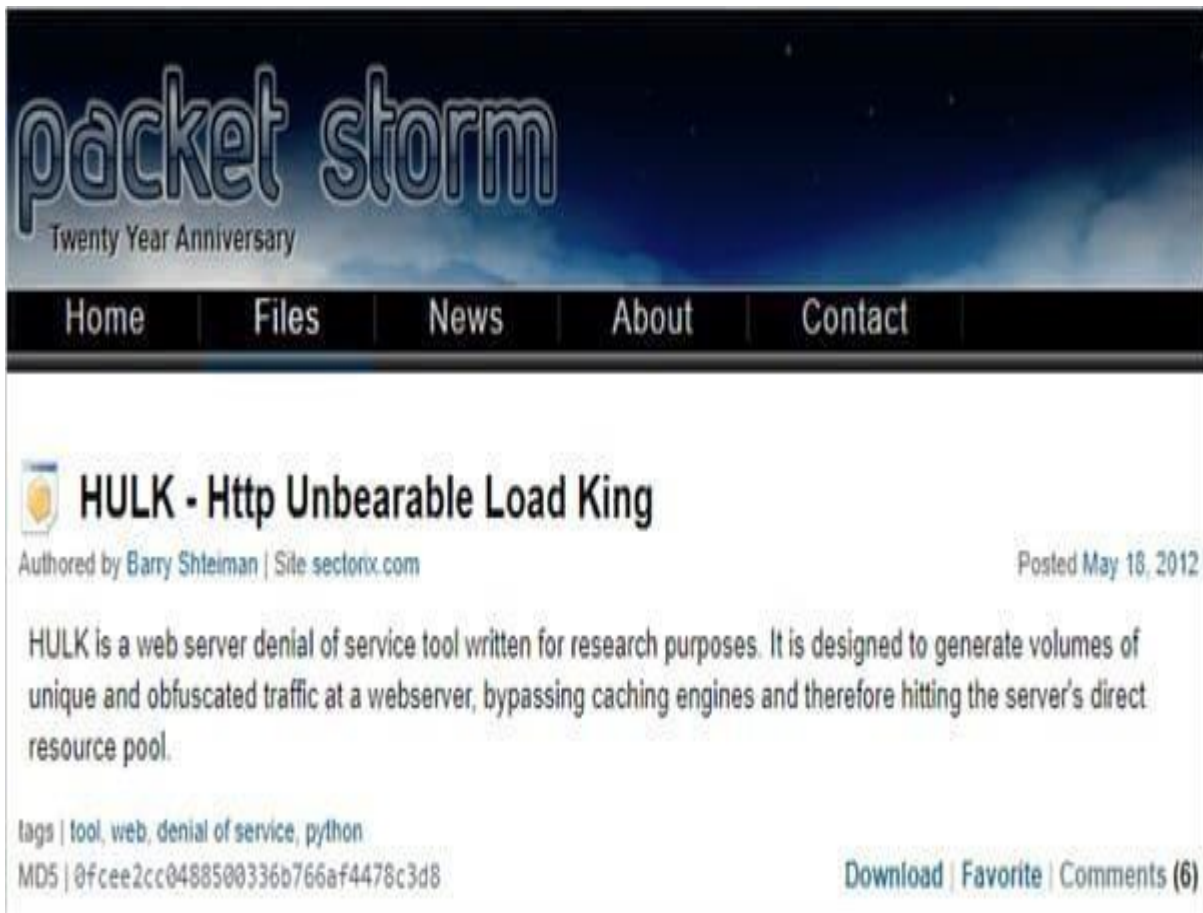 packet storm
Twenty Year Anniversary
Home Files News About Contact
HULK - Http Unbearable Load King
Authored by Barry Shteiman | Site sectorix.com Posted May 18, 2012
HULK is a web server denial of service tool written for research purposes. It is designed to generate volumes of
unique and obfuscated traffic at a webserver, bypassing caching engines and therefore hitting the server's direct
resource pool.
tags | tool, web, denial of service, python
MD5 | 0fcee2cc0488500336b766af4478c3d8 Download | Favorite | Comments (6)